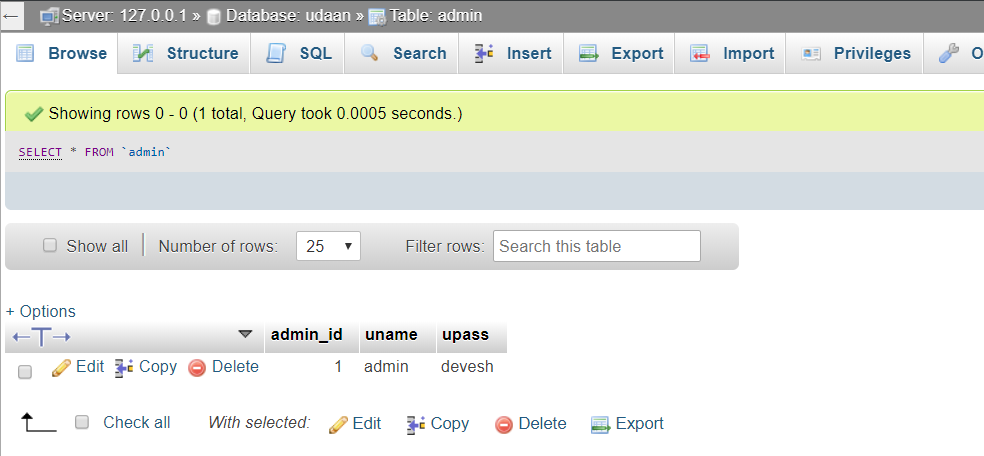 Server: 127.0.0.1 » Database: udaan » Table: admin
Browse Structure SQL Search Insert Export Import Privileges O
Showing rows 0 - 0 (1 total, Query took 0.0005 seconds.)
SELECT * FROM `admin`
Show all Number of rows: 25 Filter rows: Search this table
+ Options
←T→ admin_id uname upass
Edit Copy Delete 1 admin devesh
Check all With selected: Edit Copy Delete Export